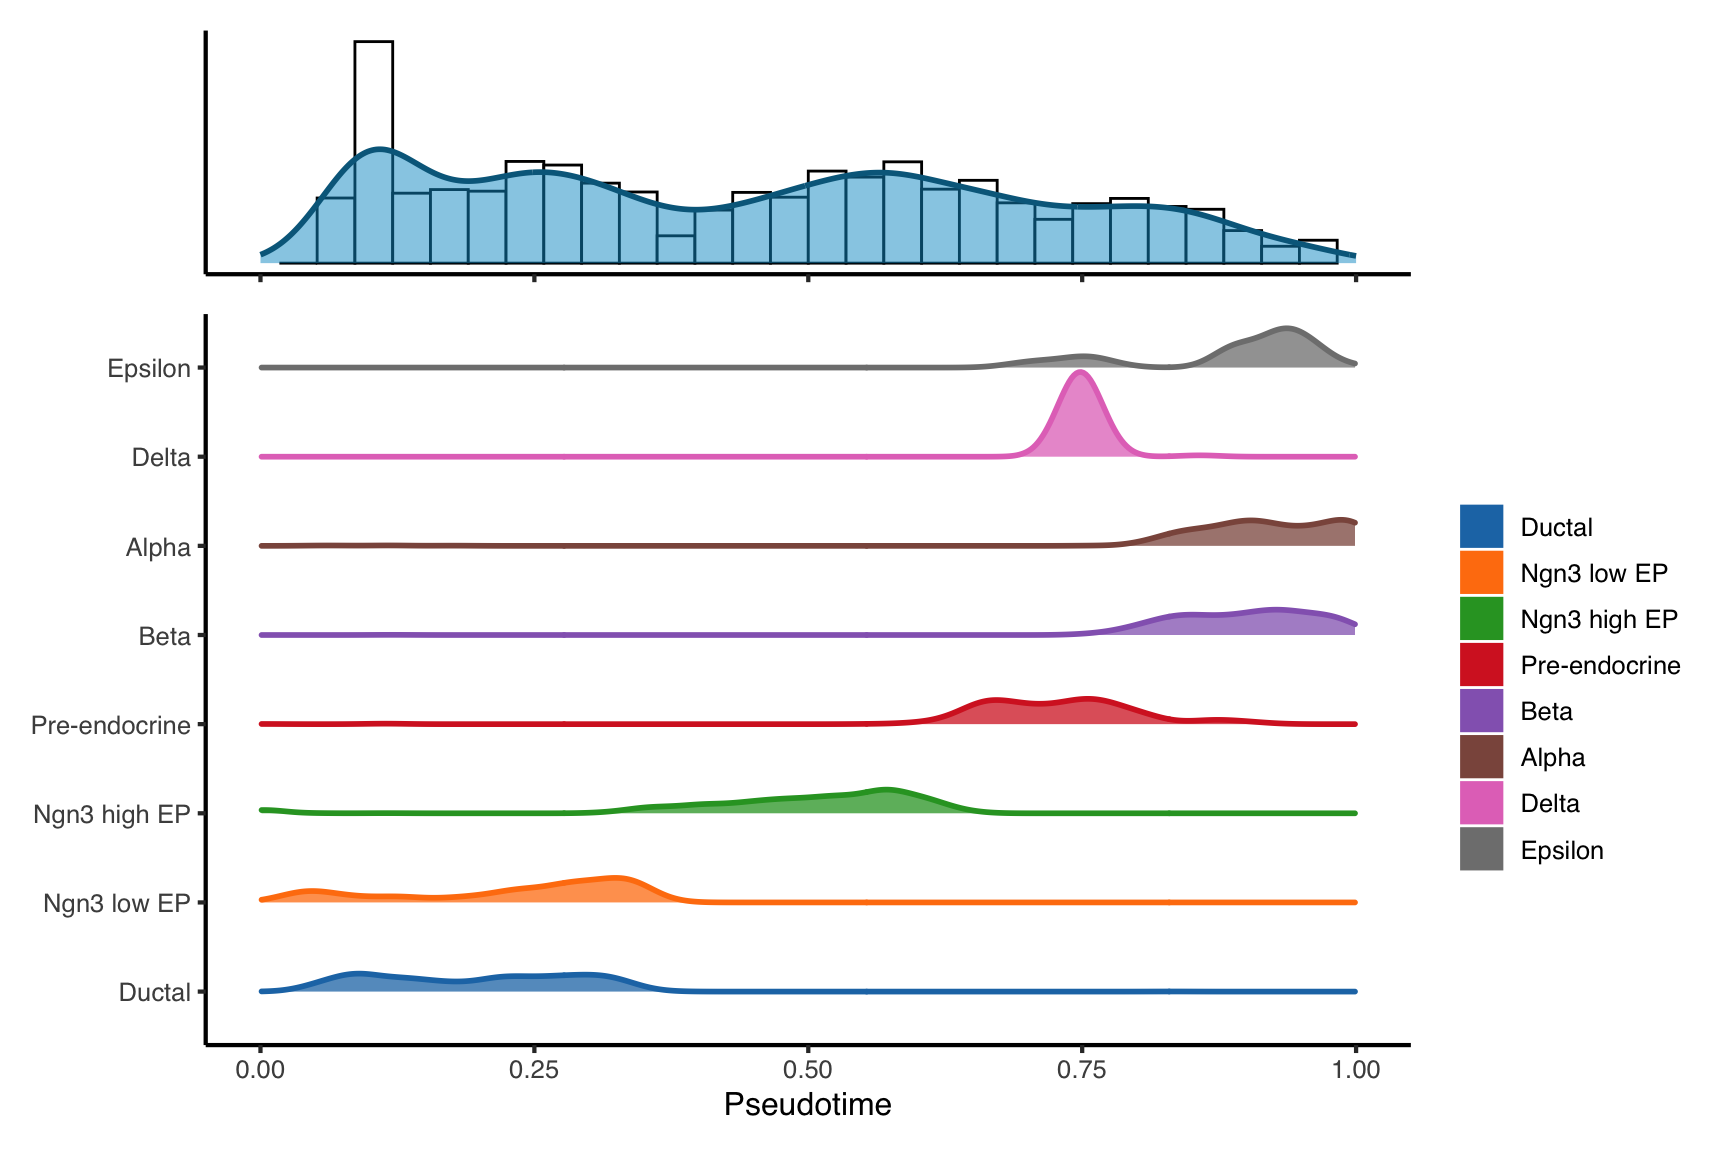 Epsilon
Delta
Alpha
Beta
Pre-endocrine
Ngn3 high EP
Ngn3 low EP
Ductal
0.00 0.25 0.50 0.75 1.00
Pseudotime
Ductal
Ngn3 low EP
Ngn3 high EP
Pre-endocrine
Beta
Alpha
Delta
Epsilon